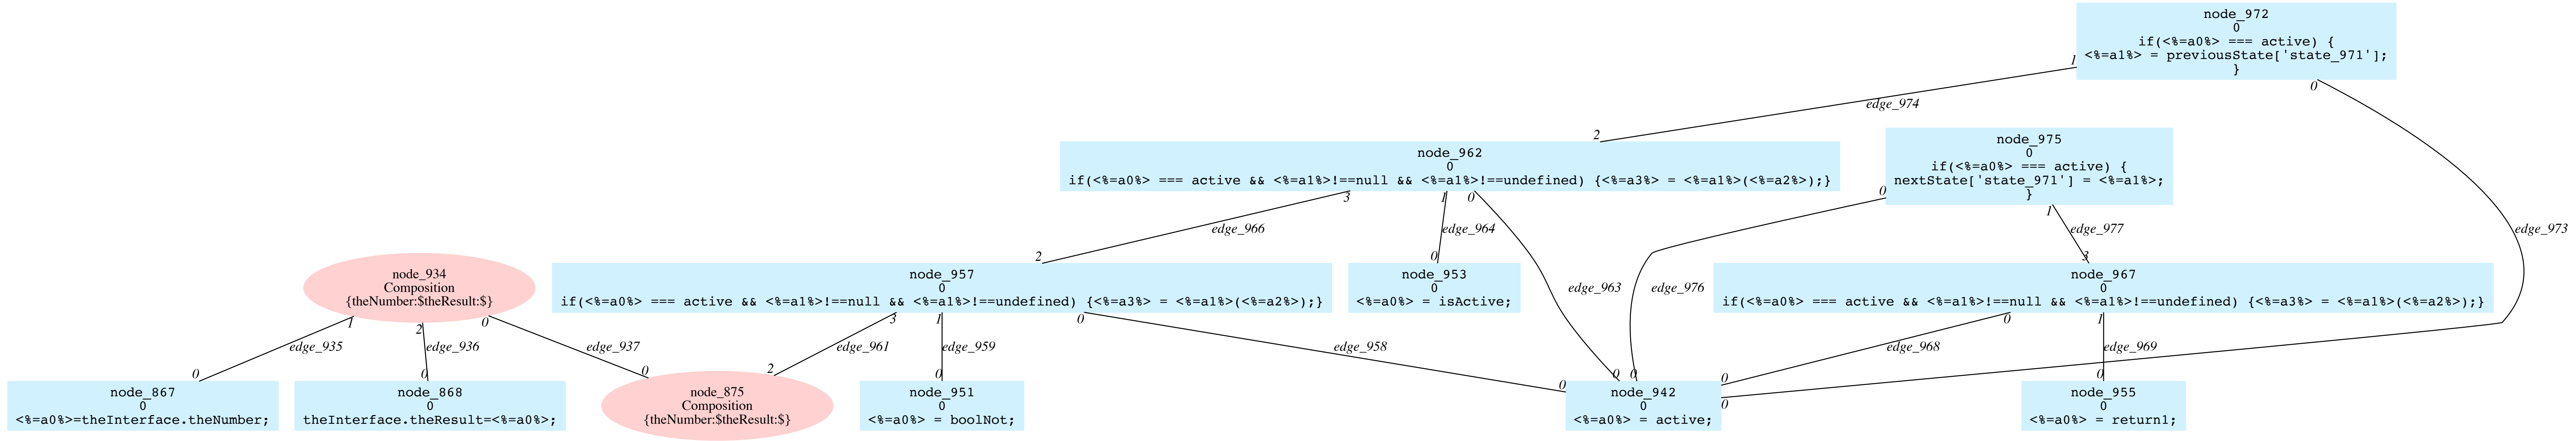 node_972
0
if(<%=a0%> === active) {
<%=a1%> = previousState['state_971'];
}
1
0
edge_974
2
node_962
0
if(<%=a0%> === active && <%=a1%>!==null && <%=a1%>!==undefined) {<%=a3%> = <%=a1%>(<%=a2%>);}
3
1
0
node_975
0
if(<%=a0%> === active) {
nextState['state_971'] = <%=a1%>;
}
0
1
edge_966
edge_964
edge_977
edge_973
2
0
3
node_934
Composition
{theNumber:$theResult:$}
1
2
0
node_957
0
if(<%=a0%> === active && <%=a1%>!==null && <%=a1%>!==undefined) {<%=a3%> = <%=a1%>(<%=a2%>);}
3
1
0
node_953
0
<%=a0%> = isActive;
edge_963
edge_976
node_967
0
if(<%=a0%> === active && <%=a1%>!==null && <%=a1%>!==undefined) {<%=a3%> = <%=a1%>(<%=a2%>);}
0
1
edge_935
edge_936
edge_937
edge_961
edge_959
edge_958
edge_968
edge_969
0
0
0
2
0
0
0
0
0
0
0
node_867
0
<%=a0%>=theInterface.theNumber;
node_868
0
theInterface.theResult=<%=a0%>;
node_875
Composition
{theNumber:$theResult:$}
node_951
0
<%=a0%> = boolNot;
node_942
0
<%=a0%> = active;
node_955
0
<%=a0%> = return1;